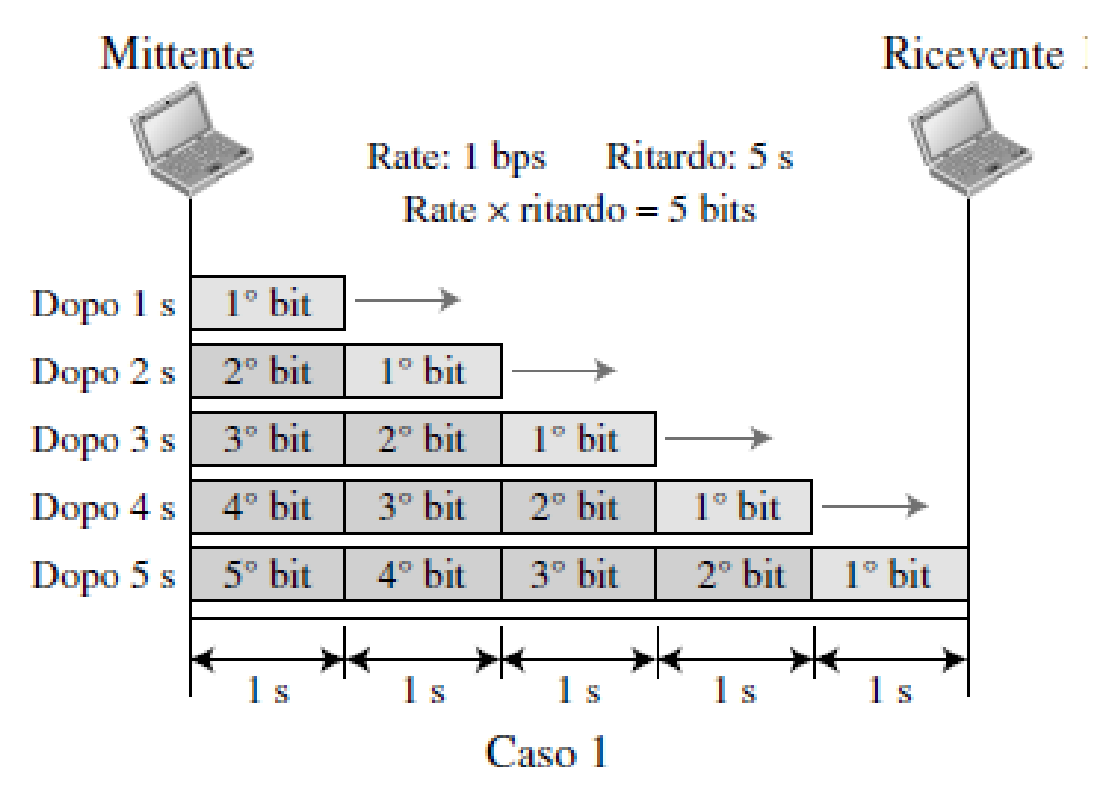 Mittente Ricevente
Rate: 1 bps Ritardo: 5 s
Rate × ritardo = 5 bits
Dopo 1 s 1° bit
Dopo 2 s 2° bit 1° bit
Dopo 3 s 3° bit 2° bit 1° bit
Dopo 4 s 4° bit 3° bit 2° bit 1° bit
Dopo 5 s 5° bit 4° bit 3° bit 2° bit 1° bit
1 s 1 s 1 s 1 s 1 s
Caso 1